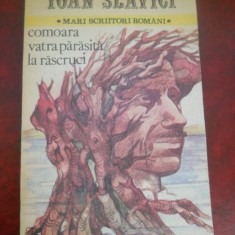 IOAN SLAVICI
• MARI SCRIITORI ROMÂNI •
comoara
vatra părăsită
la răscruci